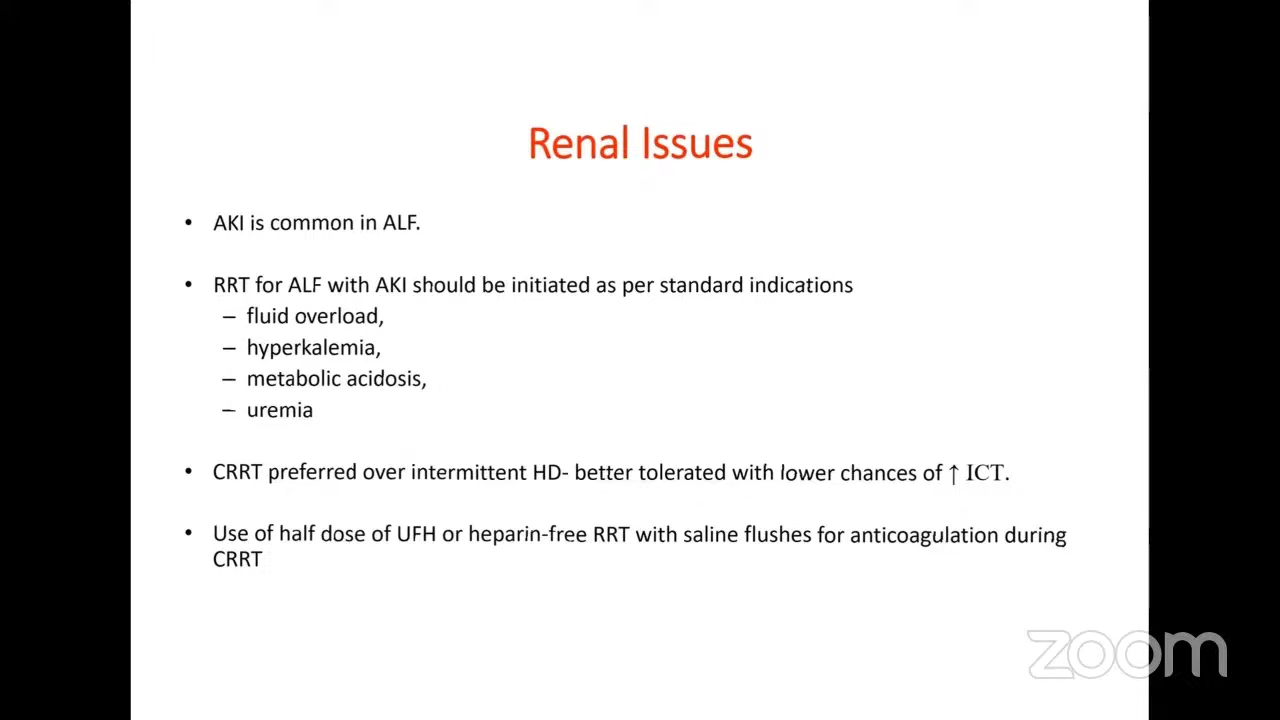 Renal Issues
• AKI is common in ALF.
• RRT for ALF with AKI should be initiated as per standard indications
– fluid overload,
– hyperkalemia,
– metabolic acidosis,
– uremia
• CRRT preferred over intermittent HD- better tolerated with lower chances of ↑ ICT.
• Use of half dose of UFH or heparin-free RRT with saline flushes for anticoagulation during
CRRT
zoom